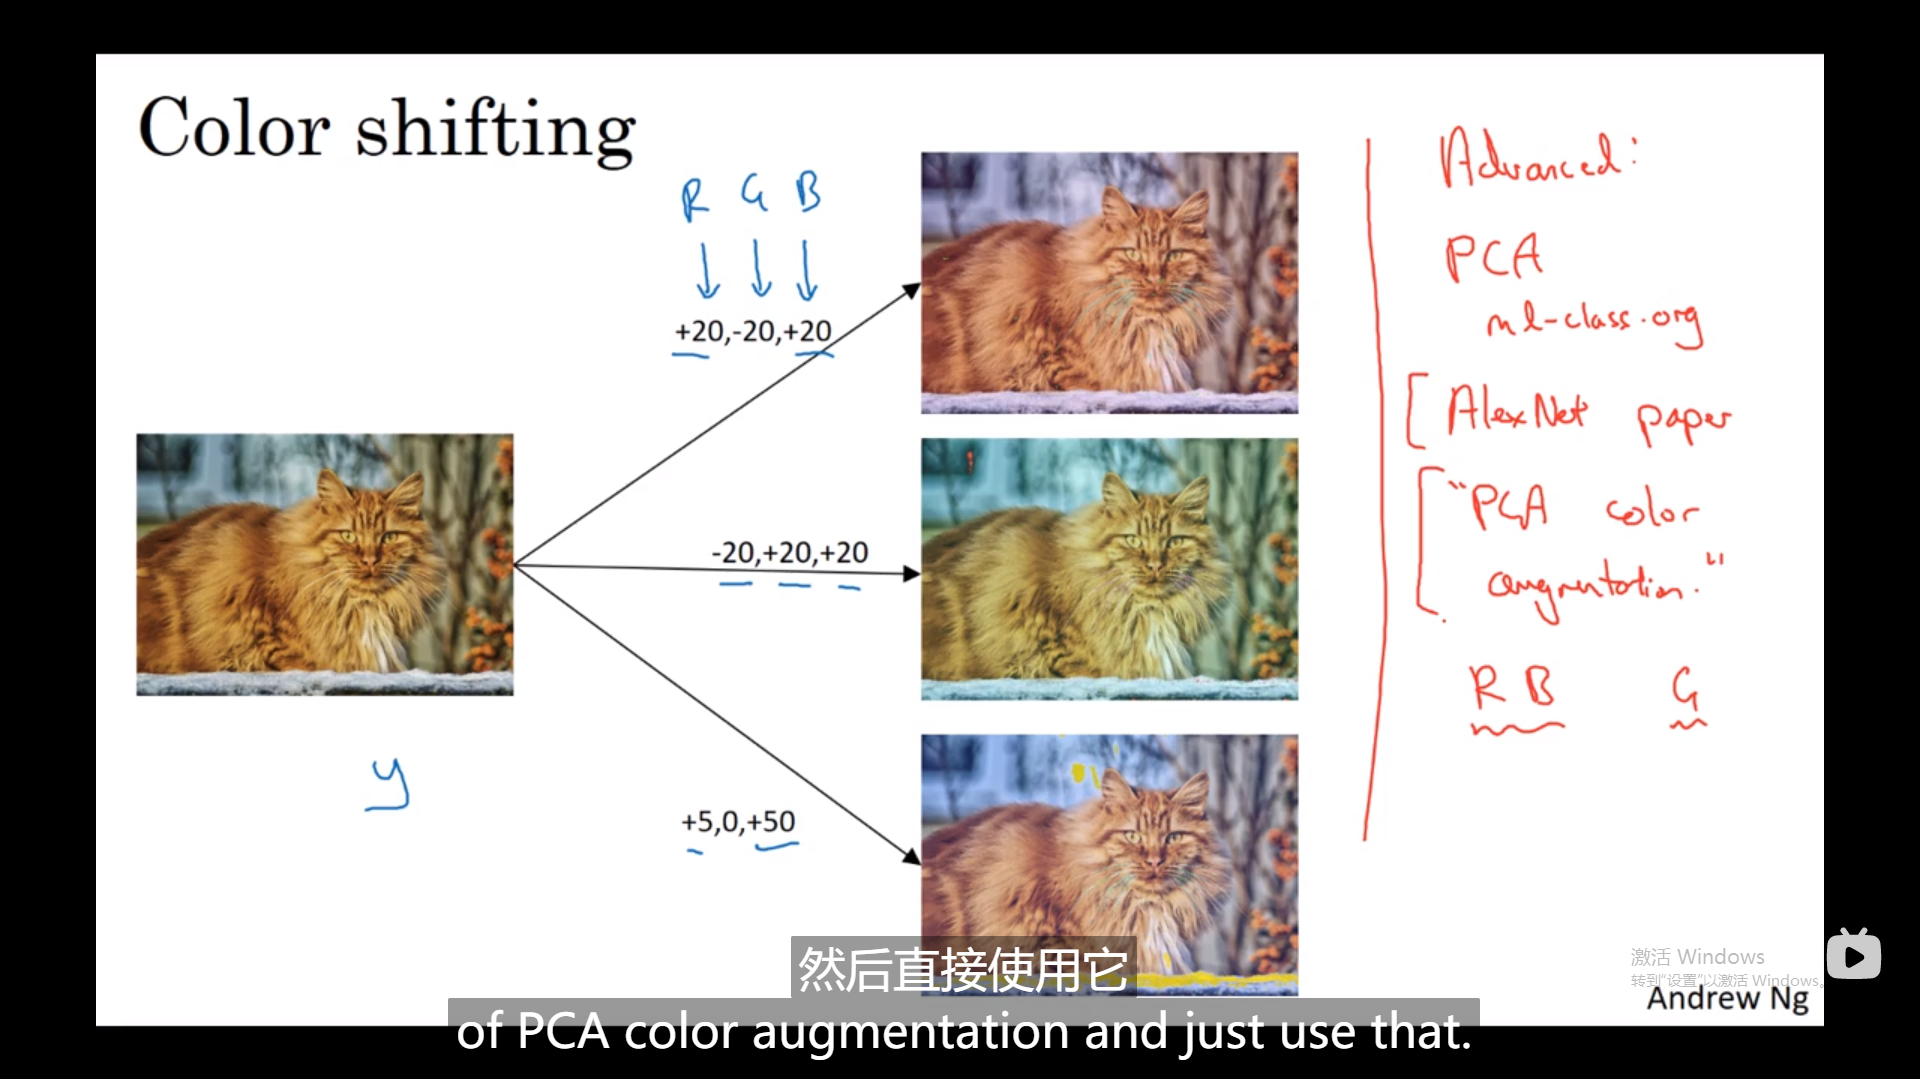 Color shifting
R G B
+20,-20,+20
-20,+20,+20
+5,0,+50
y
Advanced:
PCA
ml-class.org
AlexNet paper
"PCA color
augmentation."
R B G
然后直接使用它
of PCA color augmentation and just use that.
激活 Windows
转到"设置"以激活 Windows。
Andrew Ng